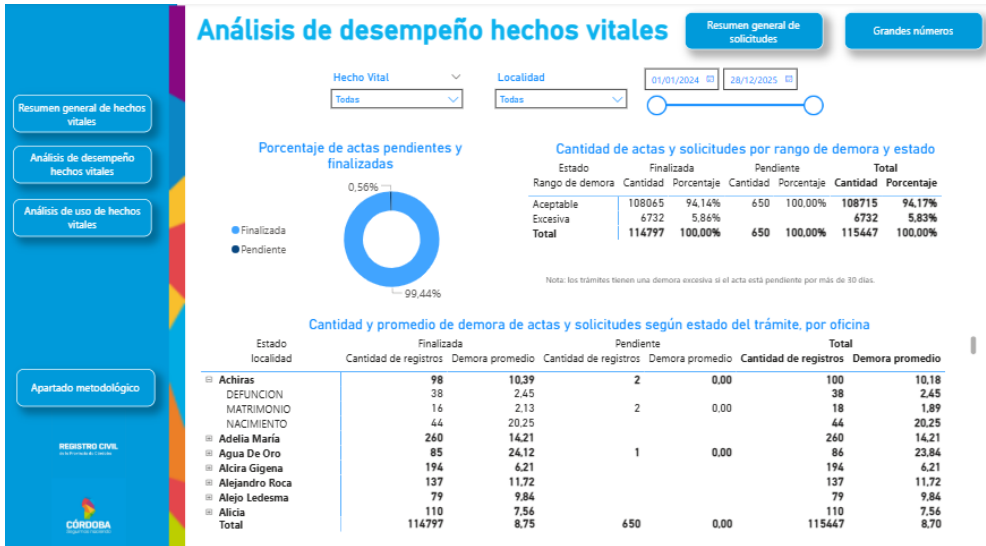 Análisis de desempeño hechos vitales
Resumen general de solicitudes
Grandes números
Hecho Vital
Todas
Localidad
Todas
01/01/2024
28/12/2025
Resumen general de hechos vitales
Análisis de desempeño hechos vitales
Análisis de uso de hechos vitales
Apartado metodológico
REGISTRO CIVIL
CÓRDOBA
Porcentaje de actas pendientes y finalizadas
0,56%
Finalizada
Pendiente
99,44%
Cantidad de actas y solicitudes por rango de demora y estado
Estado Finalizada Pendiente Total
Rango de demora Cantidad Porcentaje Cantidad Porcentaje Cantidad Porcentaje
Aceptable 108065 94,14% 650 100,00% 108715 94,17%
Excesiva 6732 5,86% 6732 5,83%
Total 114797 100,00% 650 100,00% 115447 100,00%
Nota: los trámites tienen una demora excesiva si el acta está pendiente por más de 30 días.
Cantidad y promedio de demora de actas y solicitudes según estado del trámite, por oficina
Estado Finalizada Pendiente Total
localidad Cantidad de registros Demora promedio Cantidad de registros Demora promedio Cantidad de registros Demora promedio
Achiras 98 10,39 2 0,00 100 10,18
DEFUNCION 38 2,45 38 2,45
MATRIMONIO 16 2,13 2 0,00 18 1,89
NACIMIENTO 44 20,25 44 20,25
Adelia María 260 14,21 260 14,21
Agua De Oro 85 24,12 1 0,00 86 23,84
Alcira Gigena 194 6,21 194 6,21
Alejandro Roca 137 11,72 137 11,72
Alejo Ledesma 79 9,84 79 9,84
Alicia 110 7,56 110 7,56
Total 114797 8,75 650 0,00 115447 8,70